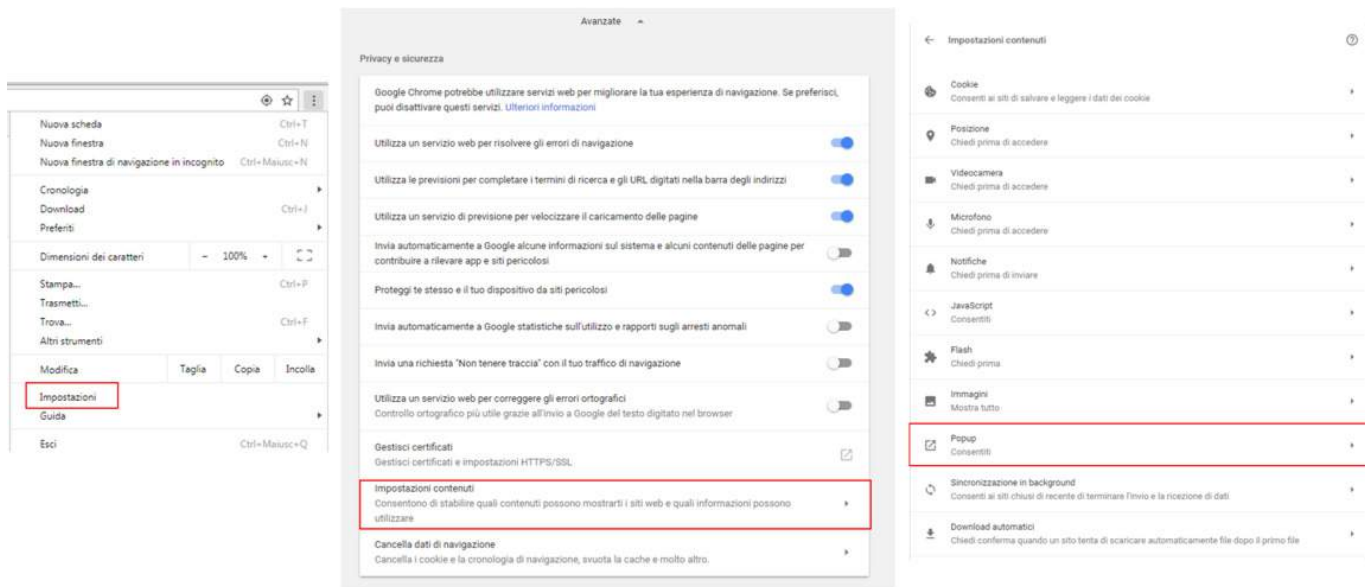 Nuova scheda Ctrl+T
Nuova finestra Ctrl+N
Nuova finestra di navigazione in incognito Ctrl+Maiusc+N
Cronologia
Download Ctrl+J
Preferiti
Dimensioni dei caratteri - 100% +
Stampa... Ctrl+P
Trasmetti...
Trova... Ctrl+F
Altri strumenti
Modifica Taglia Copia Incolla
Impostazioni
Guida
Esci Ctrl+Maiusc+Q
Avanzate
Privacy e sicurezza
Google Chrome potrebbe utilizzare servizi web per migliorare la tua esperienza di navigazione. Se preferisci,
puoi disattivare questi servizi. Ulteriori informazioni
Utilizza un servizio web per risolvere gli errori di navigazione
Utilizza le previsioni per completare i termini di ricerca e gli URL digitati nella barra degli indirizzi
Utilizza un servizio di previsione per velocizzare il caricamento delle pagine
Invia automaticamente a Google alcune informazioni sul sistema e alcuni contenuti delle pagine per
contribuire a rilevare app e siti pericolosi
Proteggi te stesso e il tuo dispositivo da siti pericolosi
Invia automaticamente a Google statistiche sull'utilizzo e rapporti sugli arresti anomali
Invia una richiesta "Non tenere traccia" con il tuo traffico di navigazione
Utilizza un servizio web per correggere gli errori ortografici
Controllo ortografico più utile grazie all'invio a Google del testo digitato nel browser
Gestisci certificati
Gestisci certificati e impostazioni HTTPS/SSL
Impostazioni contenuti
Consentono di stabilire quali contenuti possono mostrarti i siti web e quali informazioni possono
utilizzare
Cancella dati di navigazione
Cancella i cookie e la cronologia di navigazione, svuota la cache e molto altro.
Impostazioni contenuti
Cookie
Consenti ai siti di salvare e leggere i dati dei cookie
Posizione
Chiedi prima di accedere
Videocamera
Chiedi prima di accedere
Microfono
Chiedi prima di accedere
Notifiche
Chiedi prima di inviare
JavaScript
Consentiti
Flash
Chiedi prima
Immagini
Mostra tutto
Popup
Consentiti
Sincronizzazione in background
Consenti ai siti chiusi di recente di terminare l'invio e la ricezione di dati
Download automatici
Chiedi conferma quando un sito tenta di scaricare automaticamente file dopo il primo file